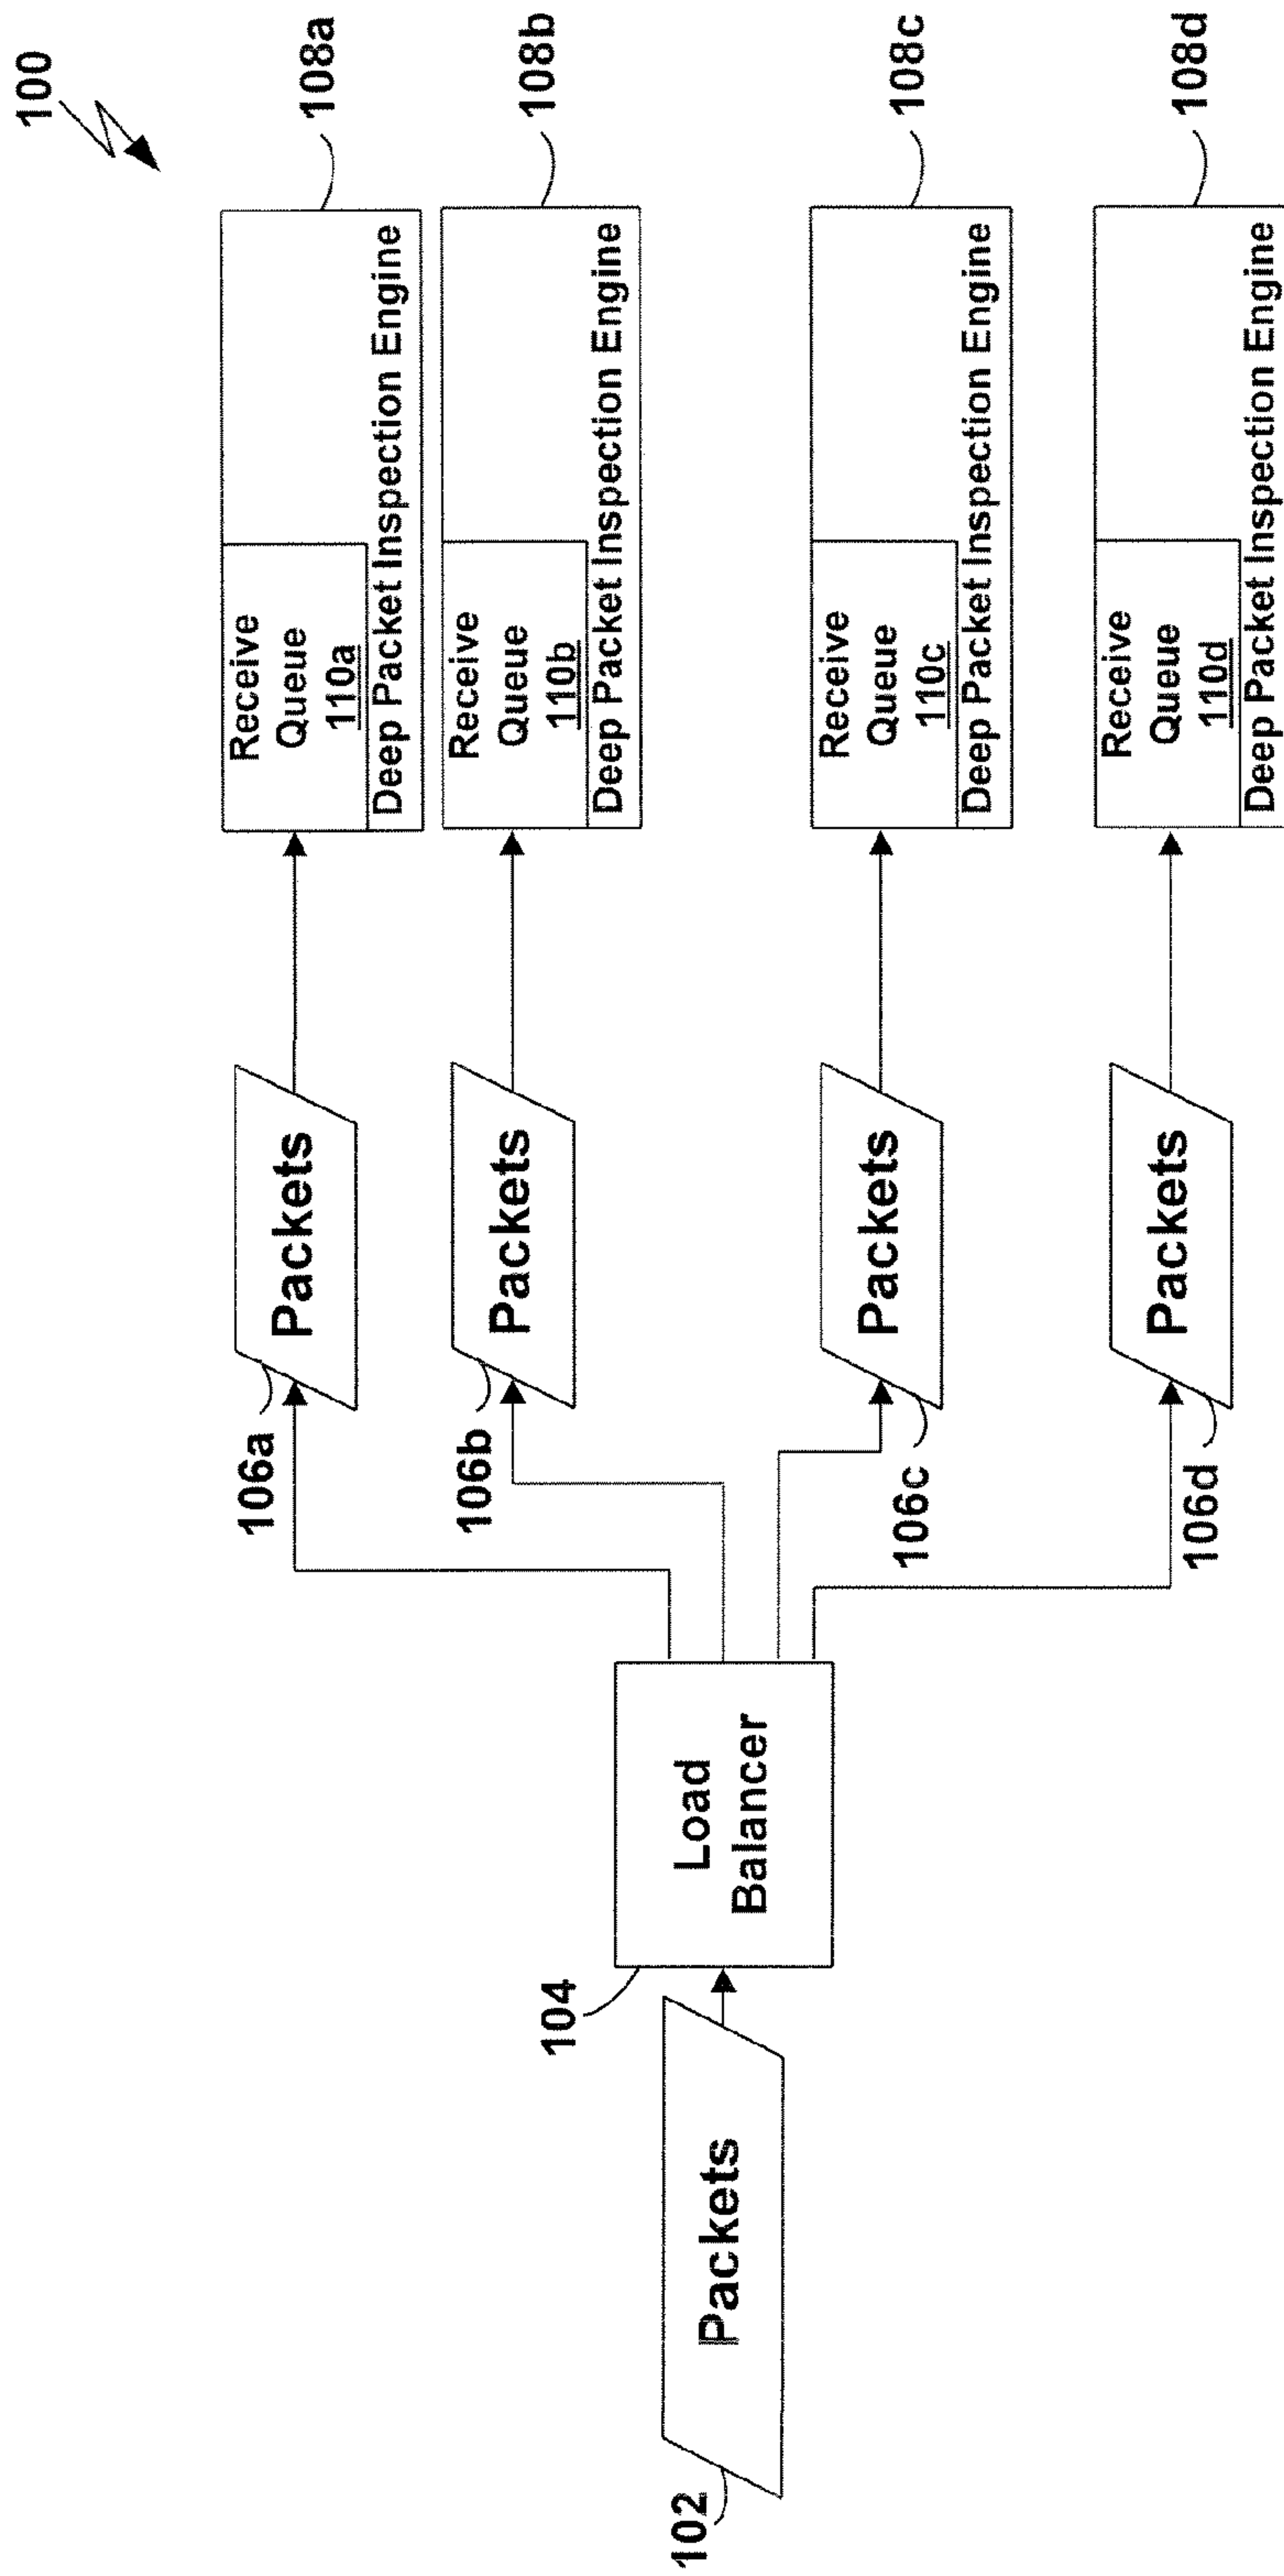 100
108a
Receive
Queue
110a
Deep Packet Inspection Engine
Packets
106a
108b
Receive
Queue
110b
Deep Packet Inspection Engine
Packets
106b
104
Load
Balancer
Packets
102
108c
Receive
Queue
110c
Deep Packet Inspection Engine
Packets
106c
108d
Receive
Queue
110d
Deep Packet Inspection Engine
Packets
106d